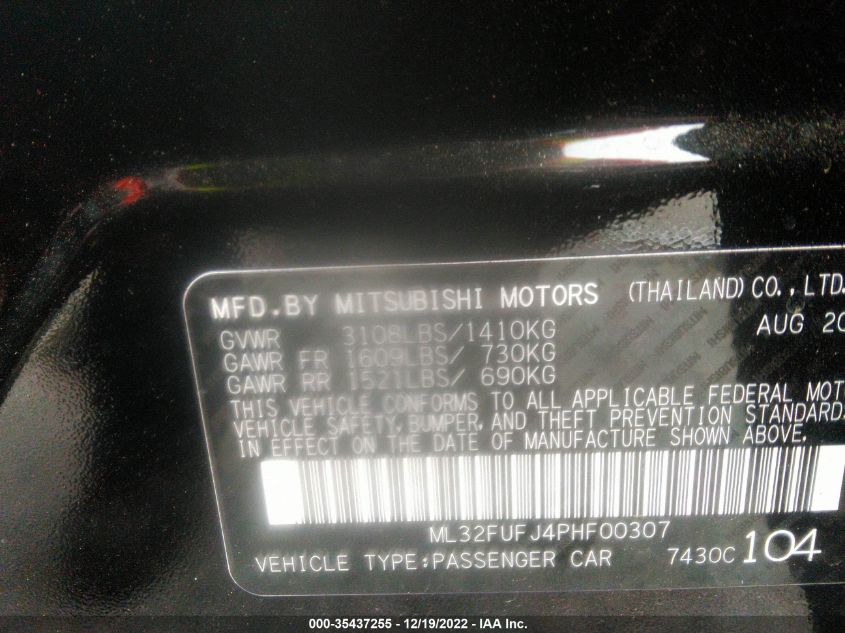 MFD.BY MITSUBISHI MOTORS (THAILAND)CO.,LTD.
AUG 20
GVWR 3108LBS/1410KG
GAWR FR 1609LBS/ 730KG
GAWR RR 1521LBS/ 690KG
THIS VEHICLE CONFORMS TO ALL APPLICABLE FEDERAL MOT
VEHICLE SAFETY, BUMPER, AND THEFT PREVENTION STANDARDS
IN EFFECT ON THE DATE OF MANUFACTURE SHOWN ABOVE.
ML32FUFJ4PHF00307
VEHICLE TYPE:PASSENGER CAR 7430C 104
000-35437255 - 12/19/2022 - IAA Inc.